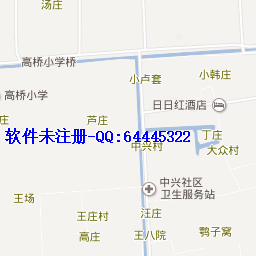 汤庄
高桥小学桥
小卢套
小韩庄
高桥小学
日日红酒店
芦庄
丁庄
软件未注册-QQ:64445322
中兴村
大众村
中兴社区
卫生服务站
王场
王庄村
汪庄
高庄
王八院
鹗子窝